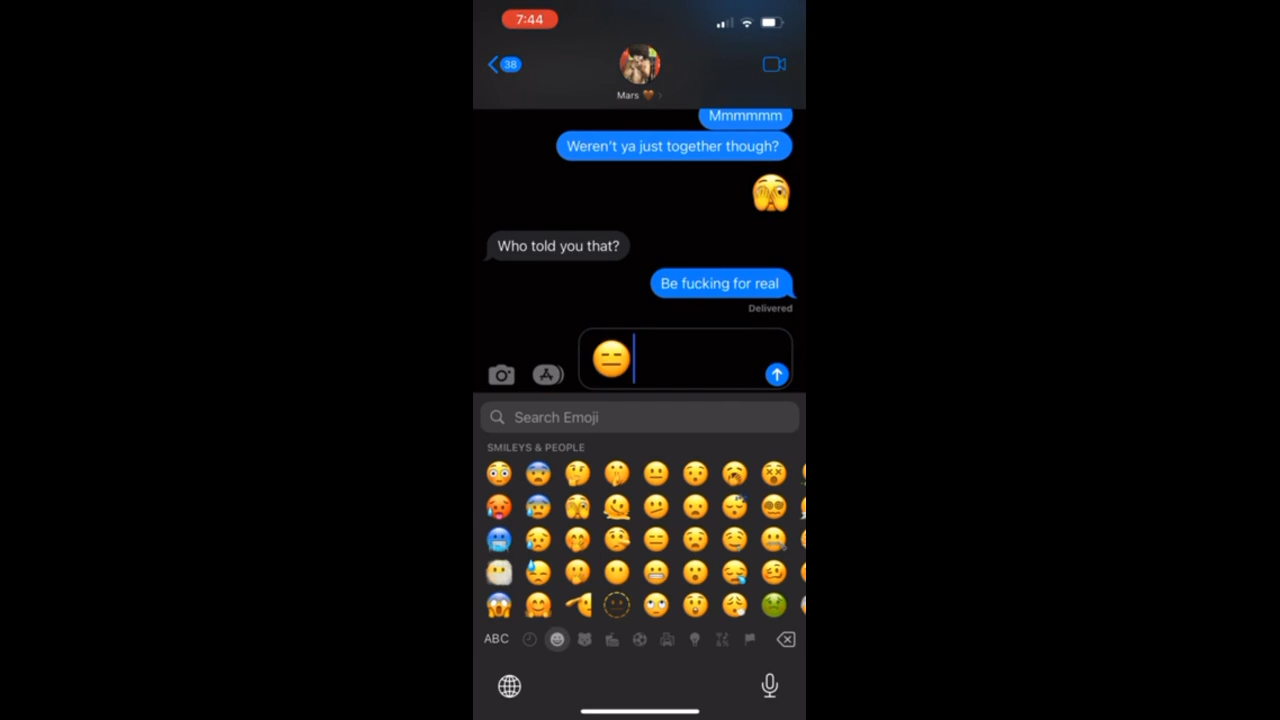 7:44
38
Mars 🤎
Mmmmmm
Weren't ya just together though?
🫣
Who told you that?
Be fucking for real
Delivered
😑
Search Emoji
SMILEYS & PEOPLE
ABC